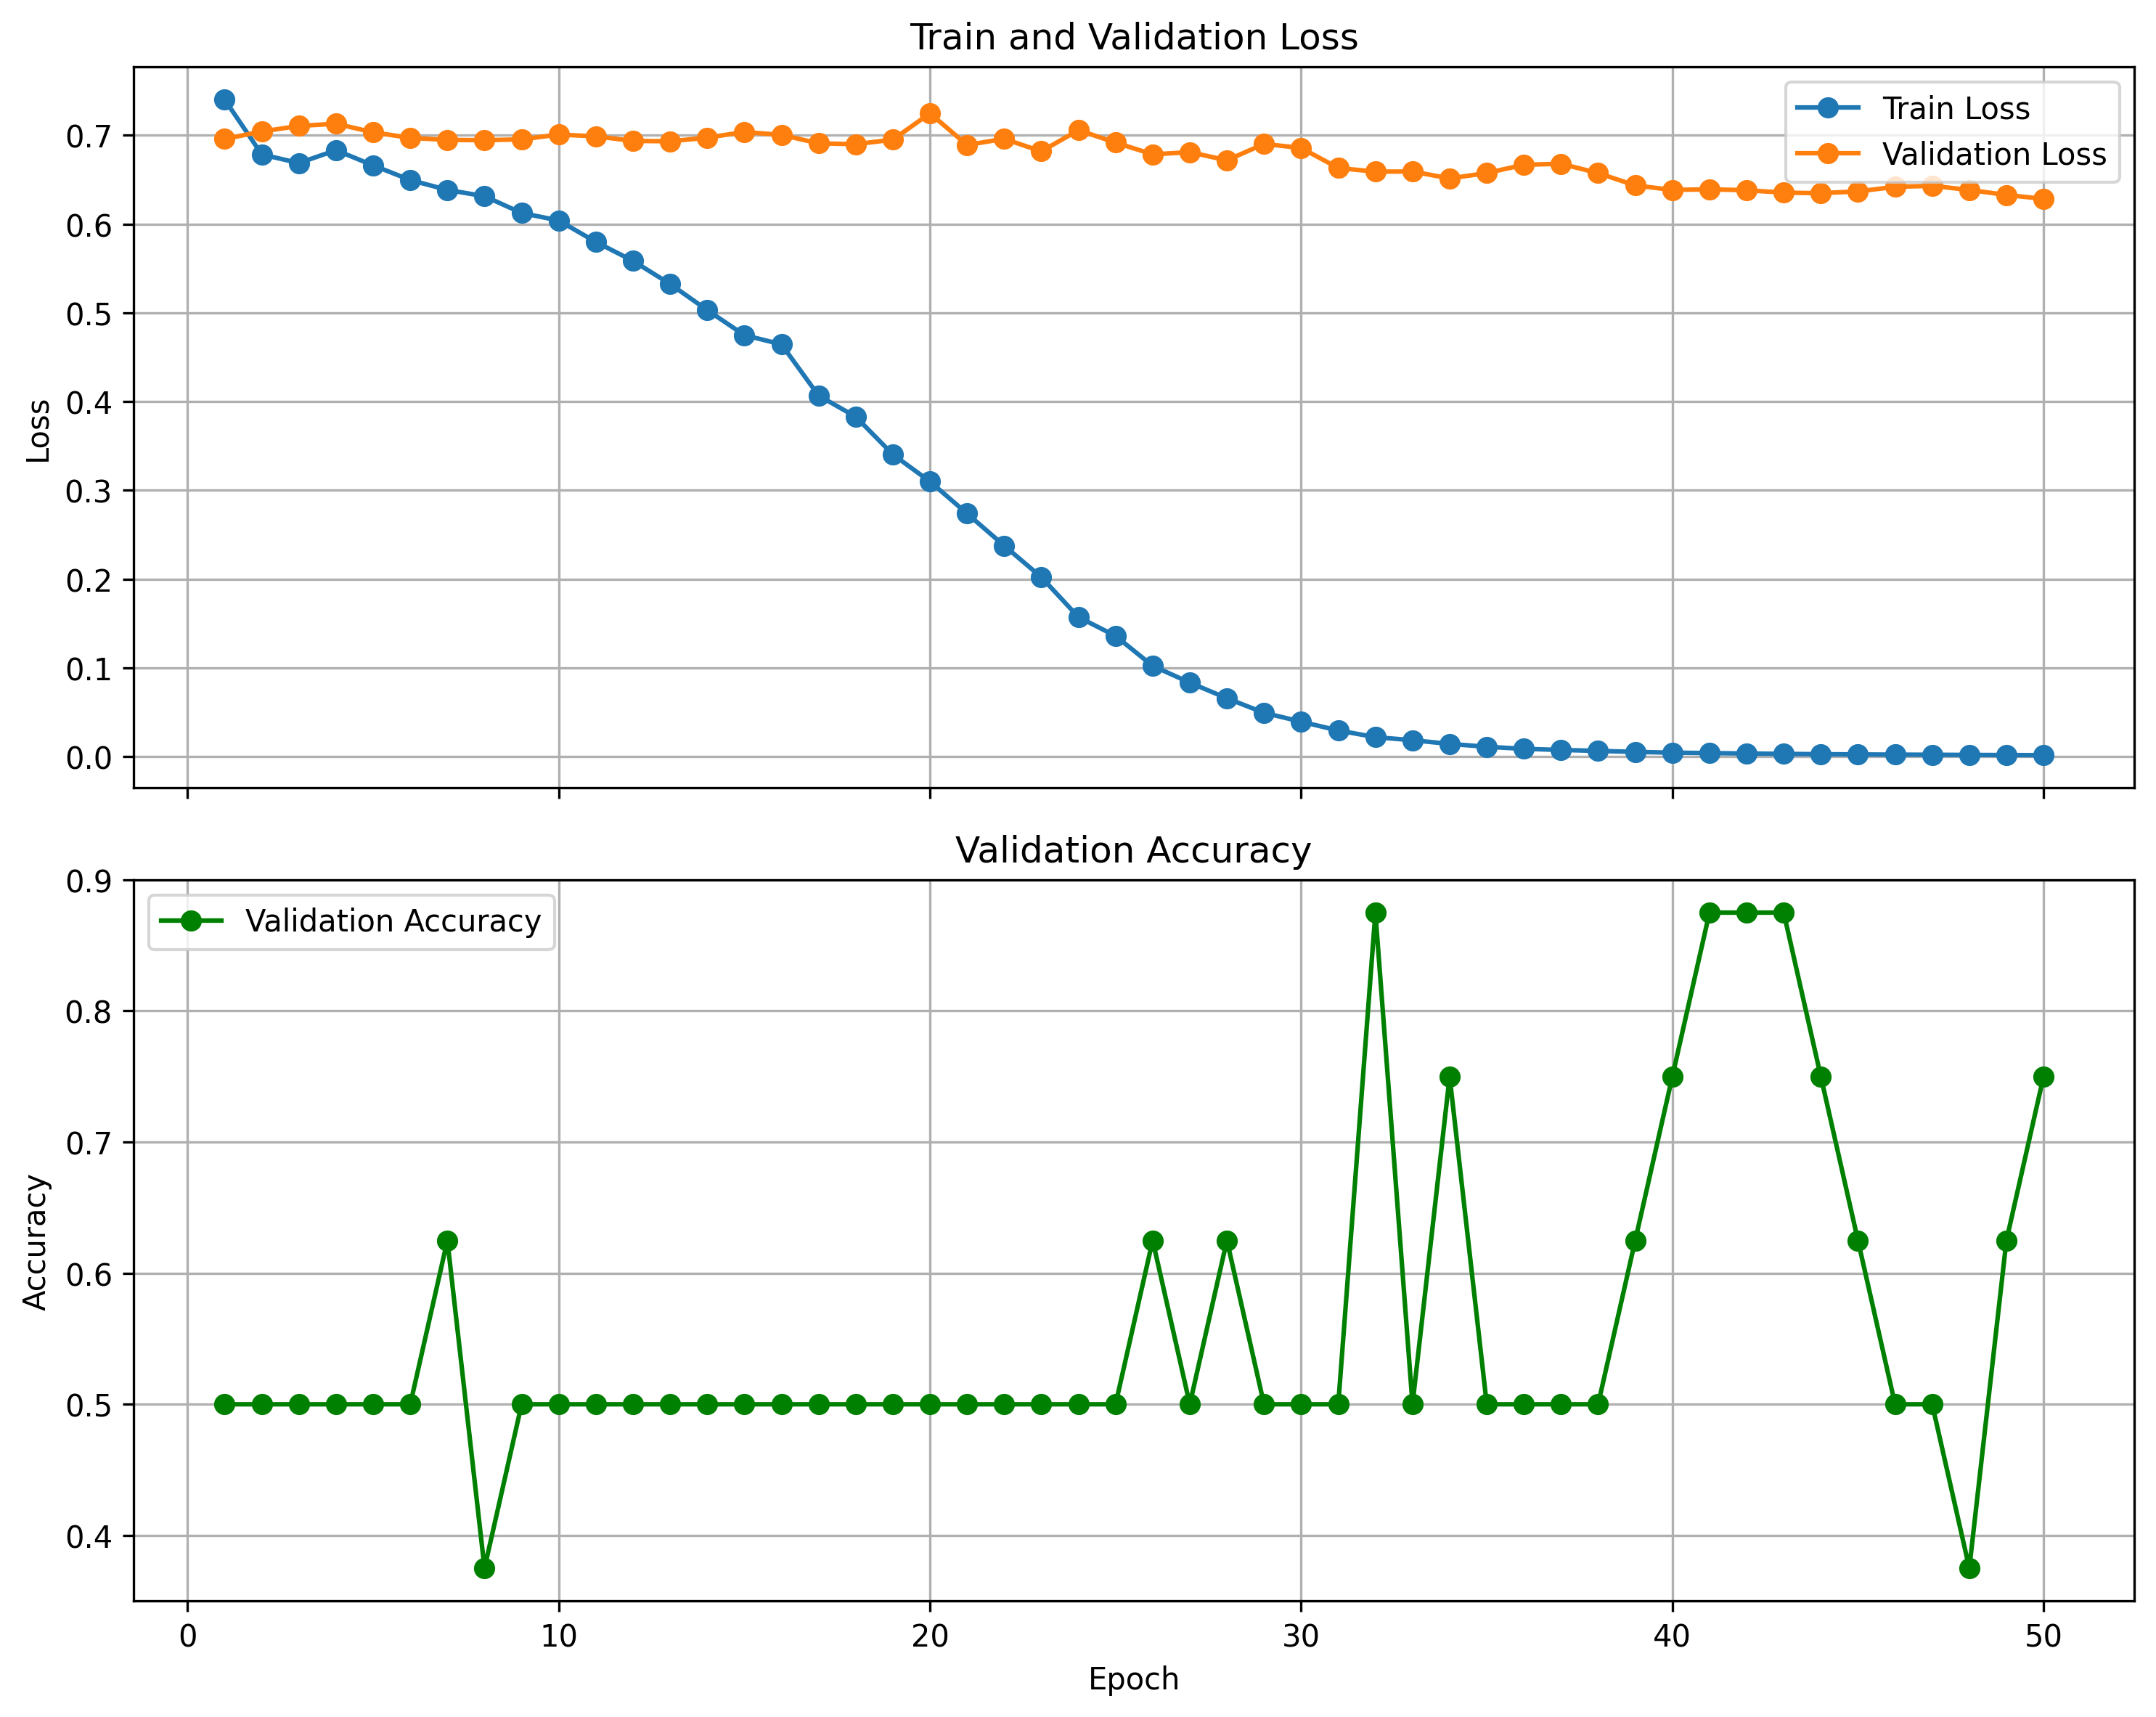 Train and Validation Loss
Train Loss
Validation Loss
0.7
0.6
0.5
0.4
0.3
0.2
0.1
0.0
Loss
Validation Accuracy
Validation Accuracy
0.9
0.8
0.7
0.6
0.5
0.4
Accuracy
0 10 20 30 40 50
Epoch